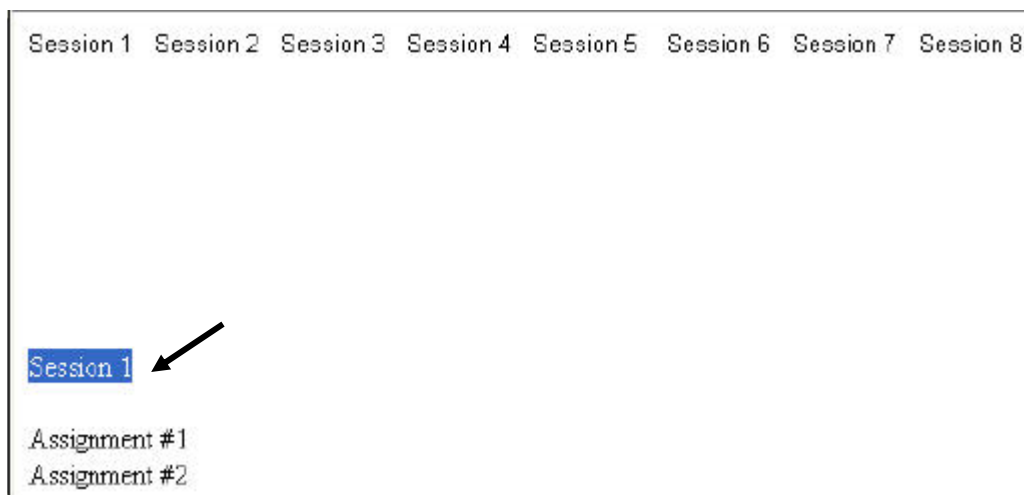 Session 1 Session 2 Session 3 Session 4 Session 5 Session 6 Session 7 Session 8
Session 1
Assignment #1
Assignment #2